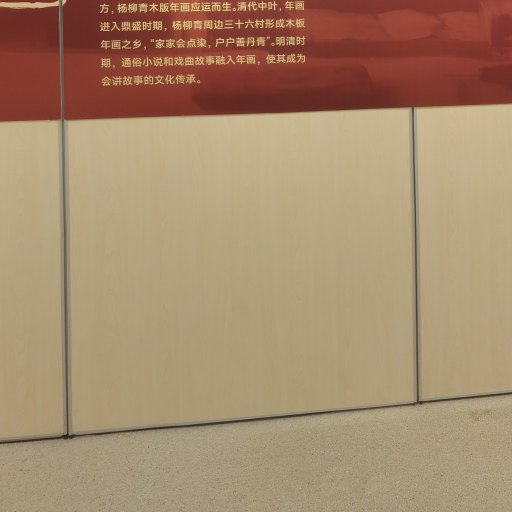 方，杨柳青木版年画应运而生。清代中叶，年画
进入鼎盛时期，杨柳青周边三十六村形成木板
年画之乡，“家家会点染，户户善丹青”。明清时
期，通俗小说和戏曲故事融入年画，使其成为
会讲故事的文化传承。